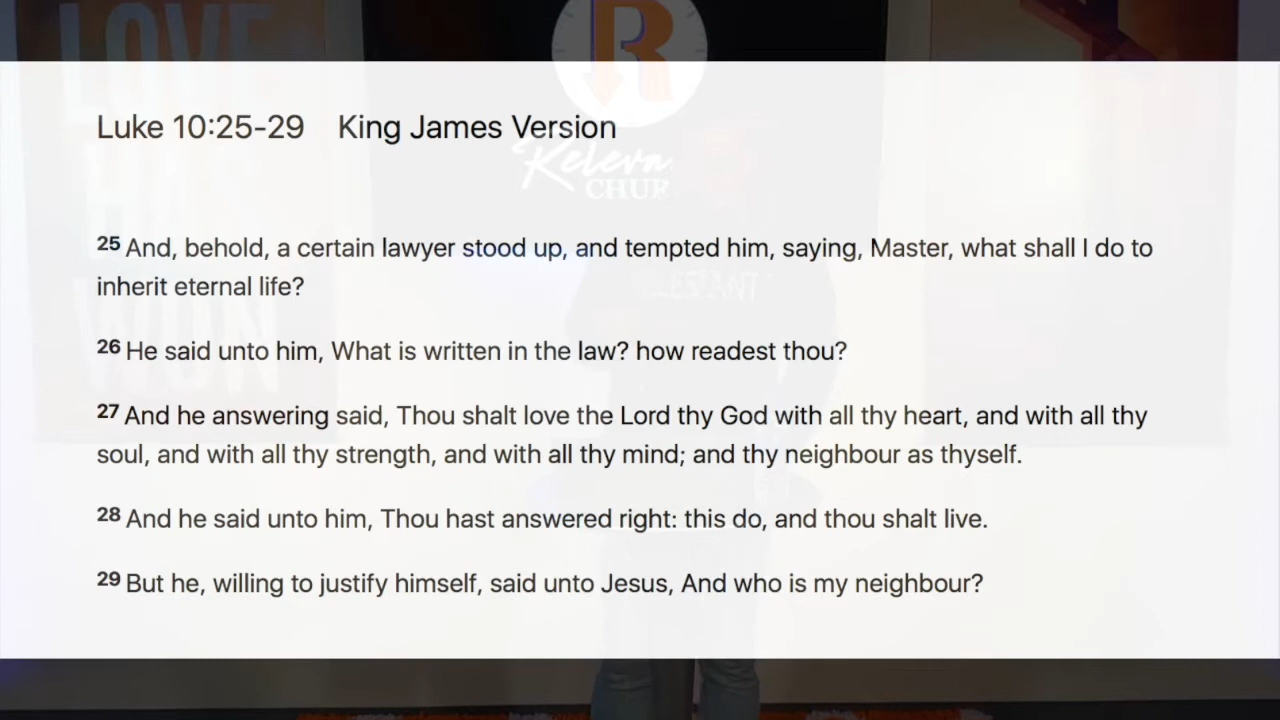 LOVE
R
Luke 10:25-29 King James Version
CHUR
25 And, behold, a certain lawyer stood up, and tempted him, saying, Master, what shall I do to
inherit eternal life?
26 He said unto him, What is written in the law? how readest thou?
27 And he answering said, Thou shalt love the Lord thy God with all thy heart, and with all thy
soul, and with all thy strength, and with all thy mind; and thy neighbour as thyself.
28 And he said unto him, Thou hast answered right: this do, and thou shalt live.
29 But he, willing to justify himself, said unto Jesus, And who is my neighbour?
WON